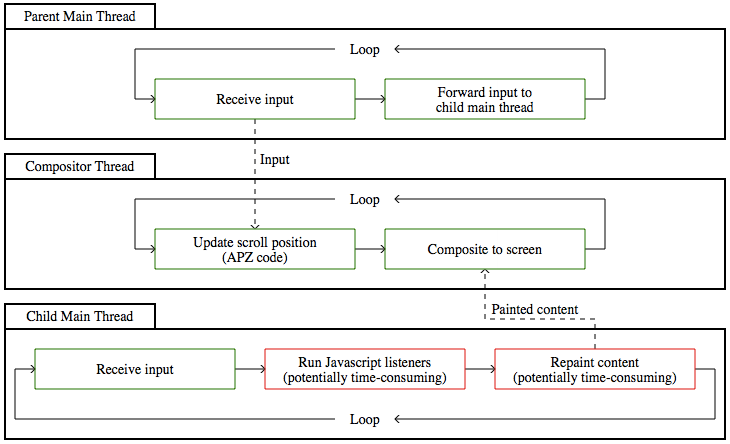 Parent Main Thread
Loop
Receive input
Forward input to
child main thread
Input
Compositor Thread
Loop
Update scroll position
(APZ code)
Composite to screen
Painted content
Child Main Thread
Receive input
Run Javascript listeners
(potentially time-consuming)
Repaint content
(potentially time-consuming)
Loop